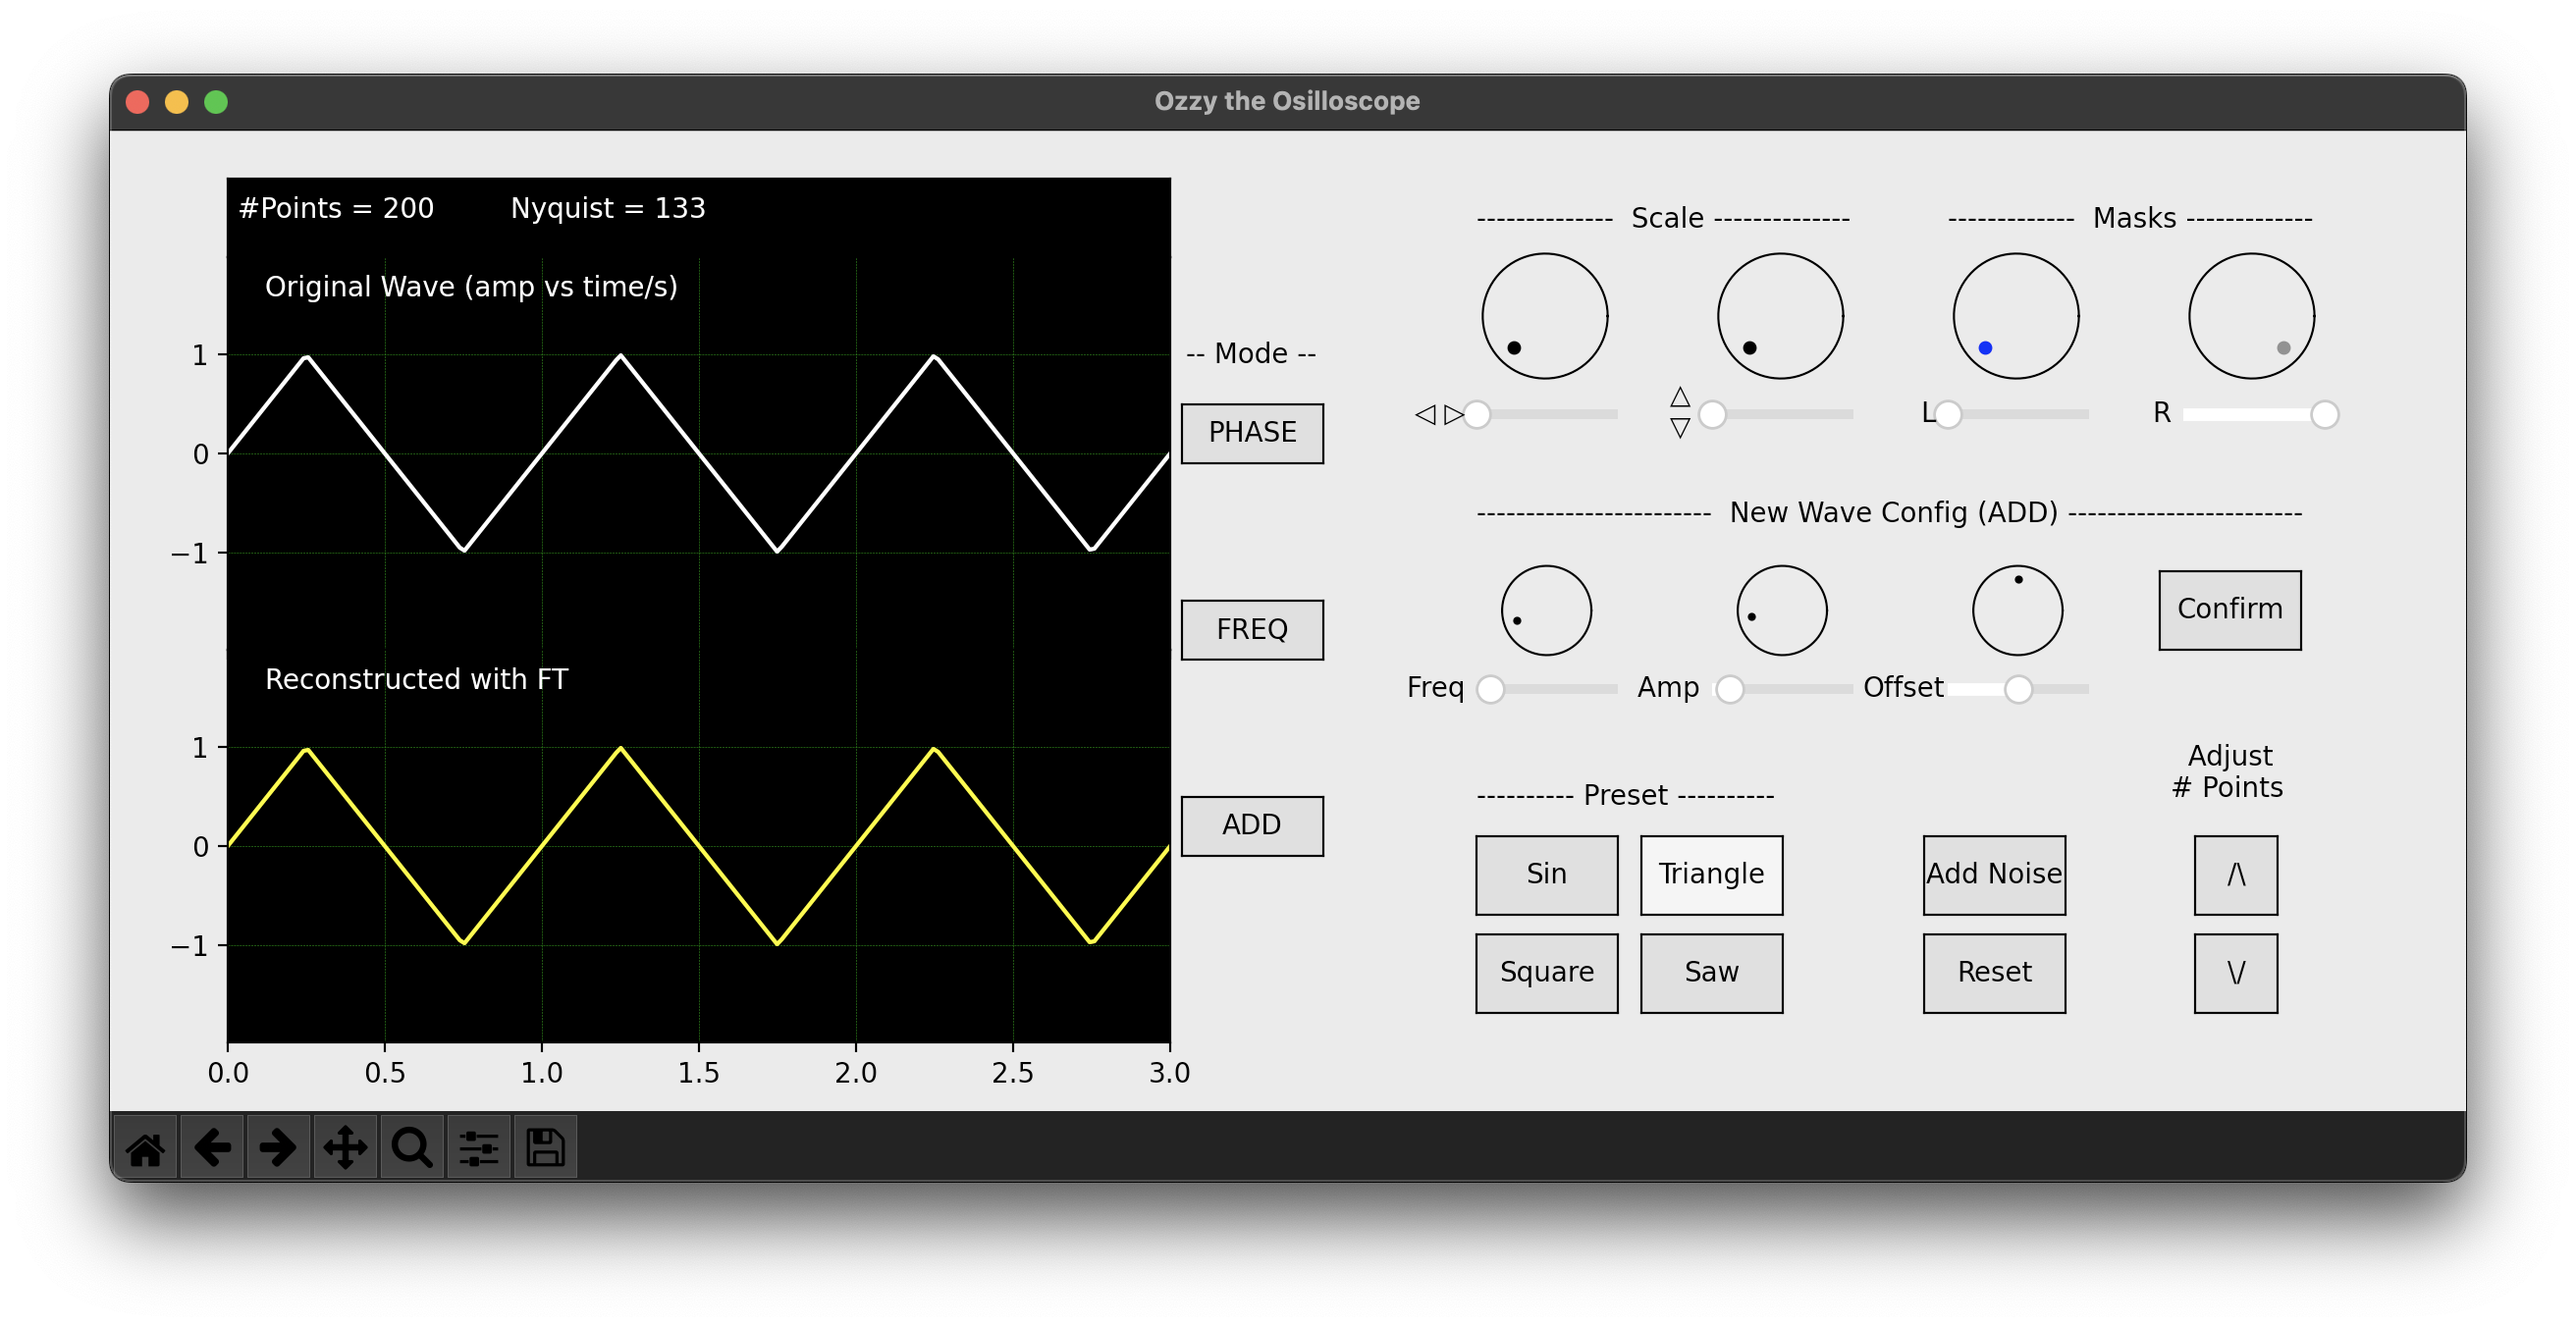 Ozzy the Osilloscope
#Points = 200 Nyquist = 133
Original Wave (amp vs time/s)
1
0
−1
Reconstructed with FT
1
0
−1
0.0 0.5 1.0 1.5 2.0 2.5 3.0
-- Mode --
PHASE
FREQ
ADD
-------------- Scale --------------
------------- Masks -------------
◁ ▷
△
▽
L
R
------------------------ New Wave Config (ADD) ------------------------
Confirm
Freq
Amp
Offset
---------- Preset ----------
Adjust
# Points
Sin
Triangle
Add Noise
/\
Square
Saw
Reset
\/